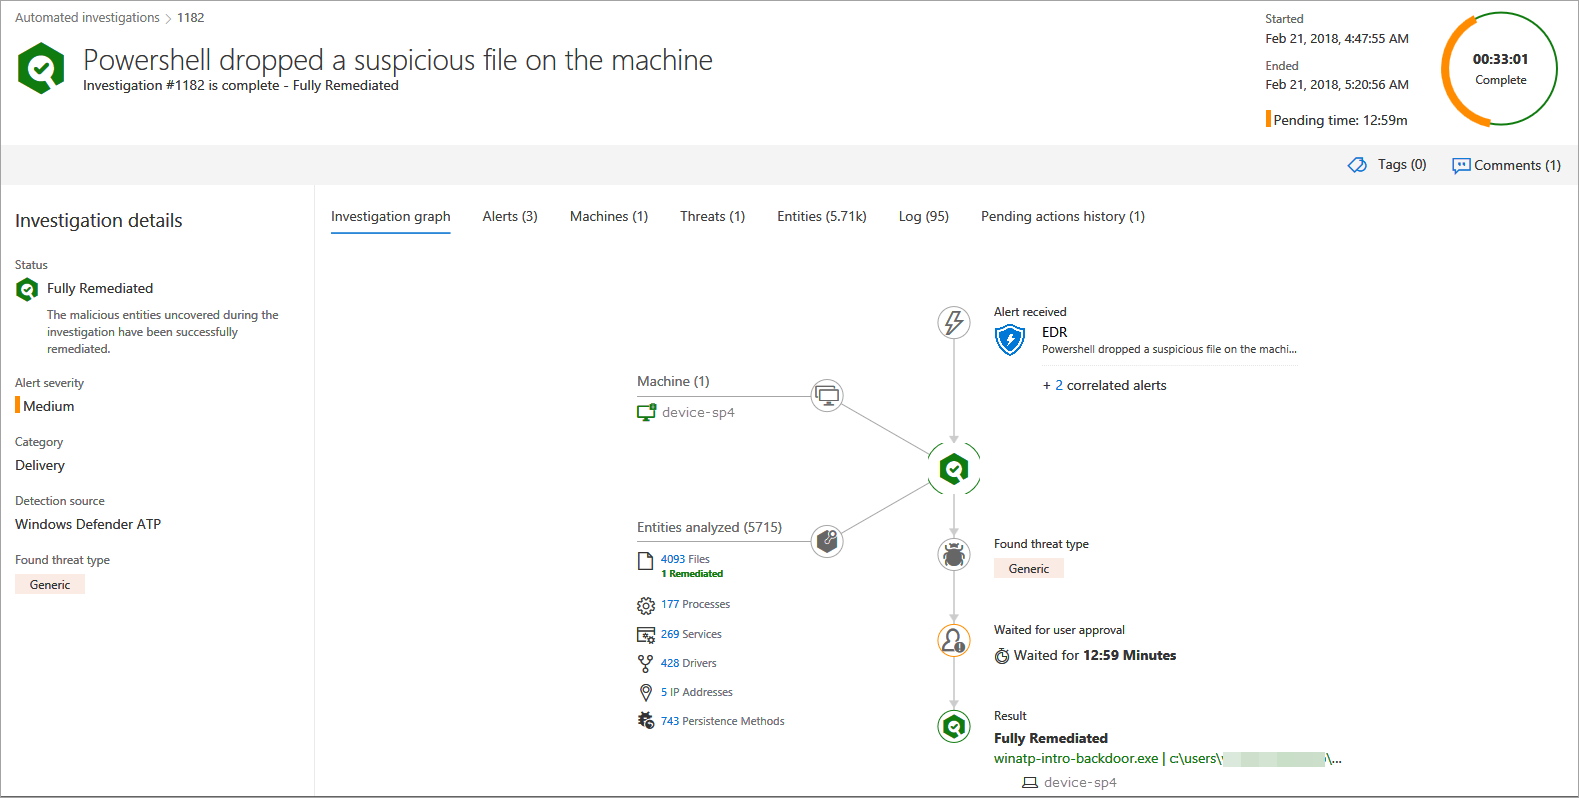 Automated investigations > 1182
Powershell dropped a suspicious file on the machine
Investigation #1182 is complete - Fully Remediated
Started
Feb 21, 2018, 4:47:55 AM
Ended
Feb 21, 2018, 5:20:56 AM
Pending time: 12:59m
00:33:01
Complete
Tags (0)
Comments (1)
Investigation details
Status
Fully Remediated
The malicious entities uncovered during the
investigation have been successfully
remediated.
Alert severity
Medium
Category
Delivery
Detection source
Windows Defender ATP
Found threat type
Generic
Investigation graph
Alerts (3)
Machines (1)
Threats (1)
Entities (5.71k)
Log (95)
Pending actions history (1)
Alert received
EDR
Powershell dropped a suspicious file on the machi...
+ 2 correlated alerts
Machine (1)
device-sp4
Entities analyzed (5715)
4093 Files
1 Remediated
177 Processes
269 Services
428 Drivers
5 IP Addresses
743 Persistence Methods
Found threat type
Generic
Waited for user approval
Waited for 12:59 Minutes
Result
Fully Remediated
winatp-intro-backdoor.exe | c:\users\ \...
device-sp4